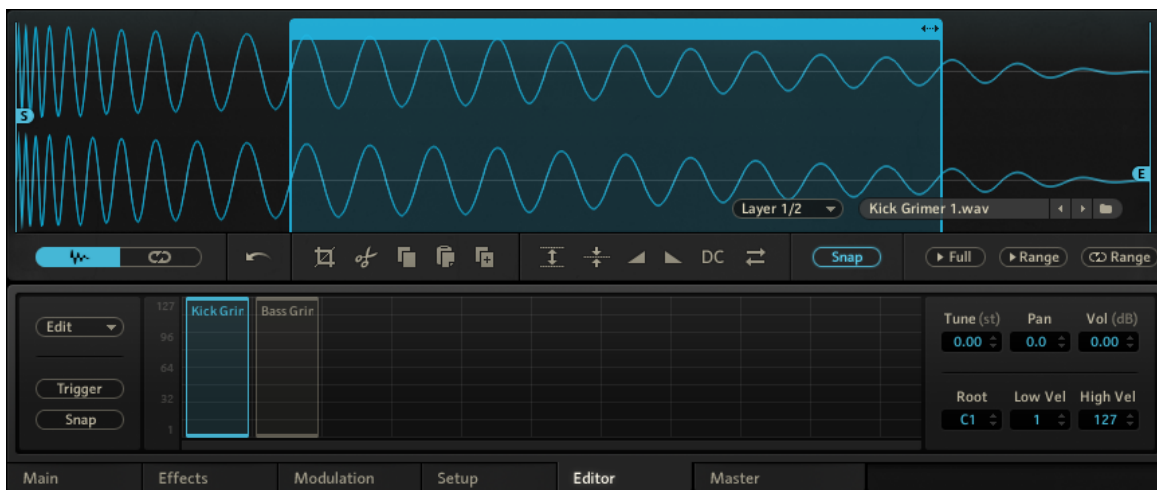 S
E
Layer 1/2
Kick Grimer 1.wav
DC
Snap
Full
Range
Range
Edit
Trigger
Snap
127
96
64
32
1
Kick Grin
Bass Grin
Tune (st) Pan Vol (dB)
0.00 0.0 0.00
Root Low Vel High Vel
C1 1 127
Main Effects Modulation Setup Editor Master